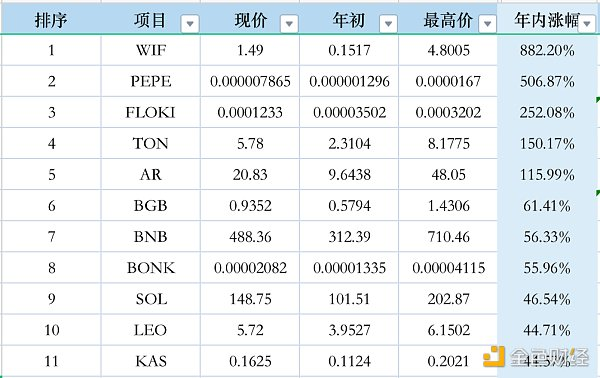 排序 项目 现价 年初 最高价 年内涨幅
1 WIF 1.49 0.1517 4.8005 882.20%
2 PEPE 0.000007865 0.000001296 0.0000167 506.87%
3 FLOKI 0.0001233 0.00003502 0.0003202 252.08%
4 TON 5.78 2.3104 8.1775 150.17%
5 AR 20.83 9.6438 48.05 115.99%
6 BGB 0.9352 0.5794 1.4306 61.41%
7 BNB 488.36 312.39 710.46 56.33%
8 BONK 0.00002082 0.00001335 0.00004115 55.96%
9 SOL 148.75 101.51 202.87 46.54%
10 LEO 5.72 3.9527 6.1502 44.71%
11 KAS 0.1625 0.1124 0.2021 44.57%
金色财经